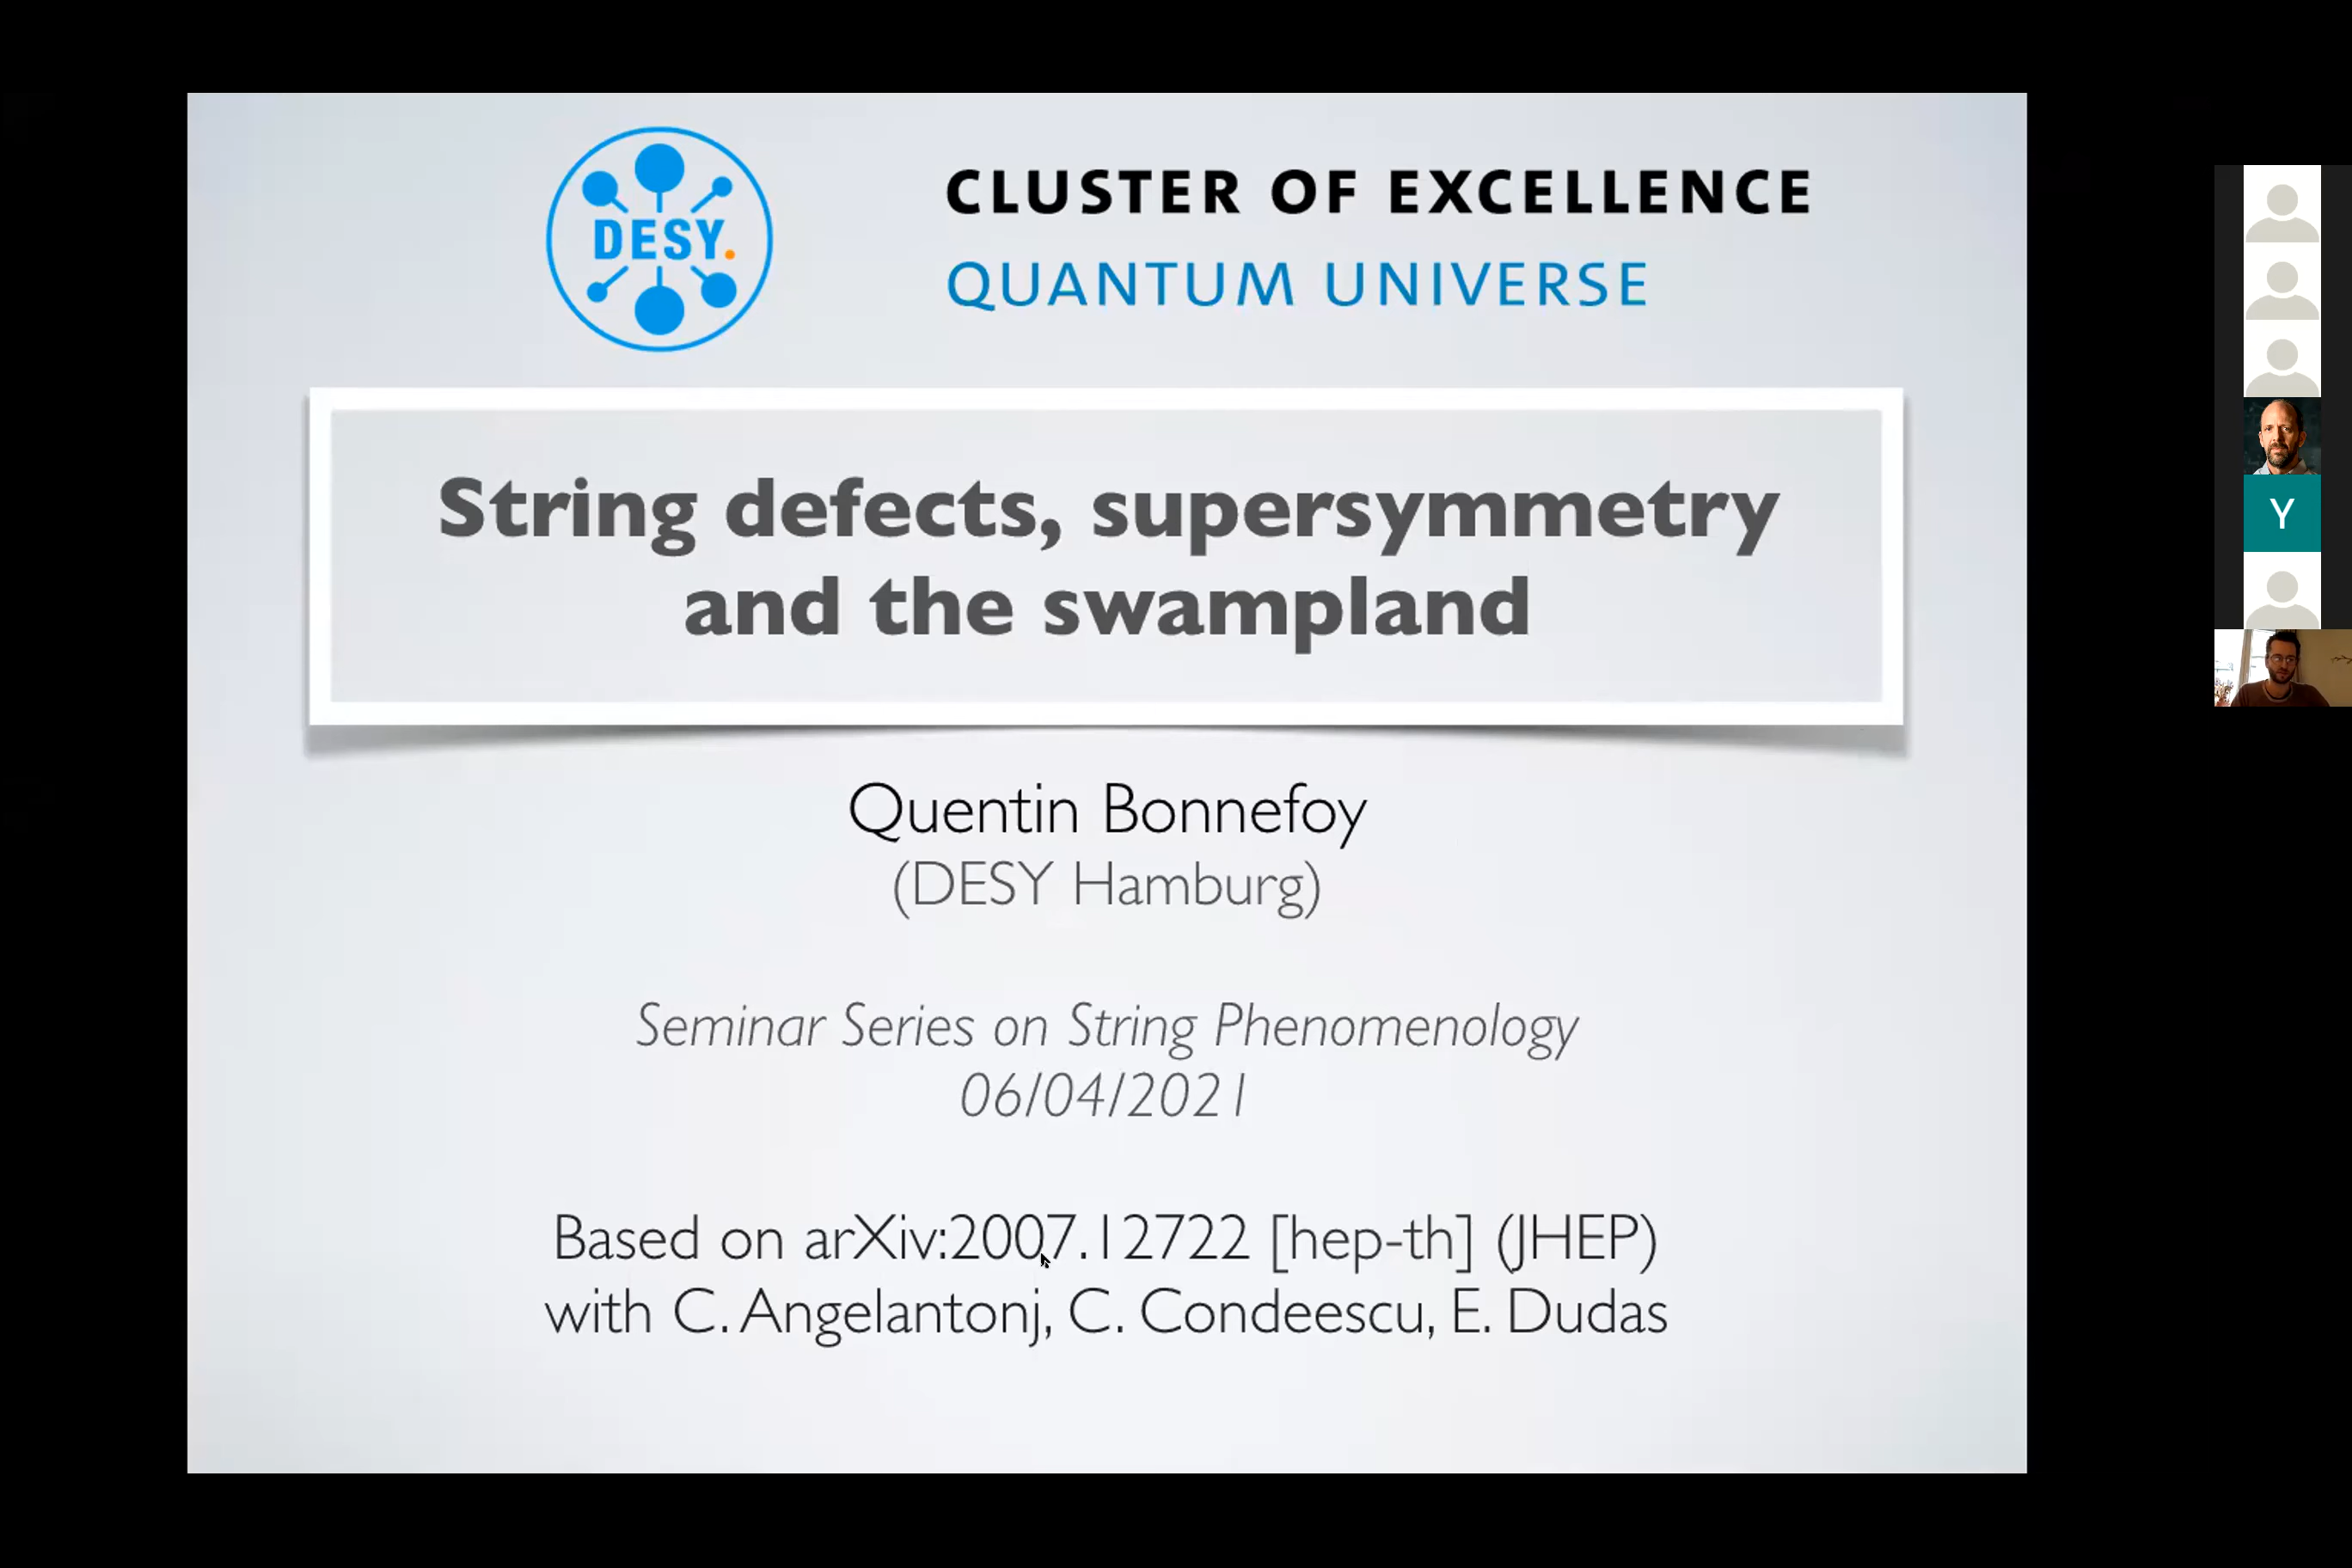 DESY.
CLUSTER OF EXCELLENCE
QUANTUM UNIVERSE
String defects, supersymmetry
and the swampland
Quentin Bonnefoy
(DESY Hamburg)
Seminar Series on String Phenomenology
06/04/2021
Based on arXiv:2007.12722 [hep-th] (JHEP)
with C. Angelantonj, C. Condeescu, E. Dudas
Y